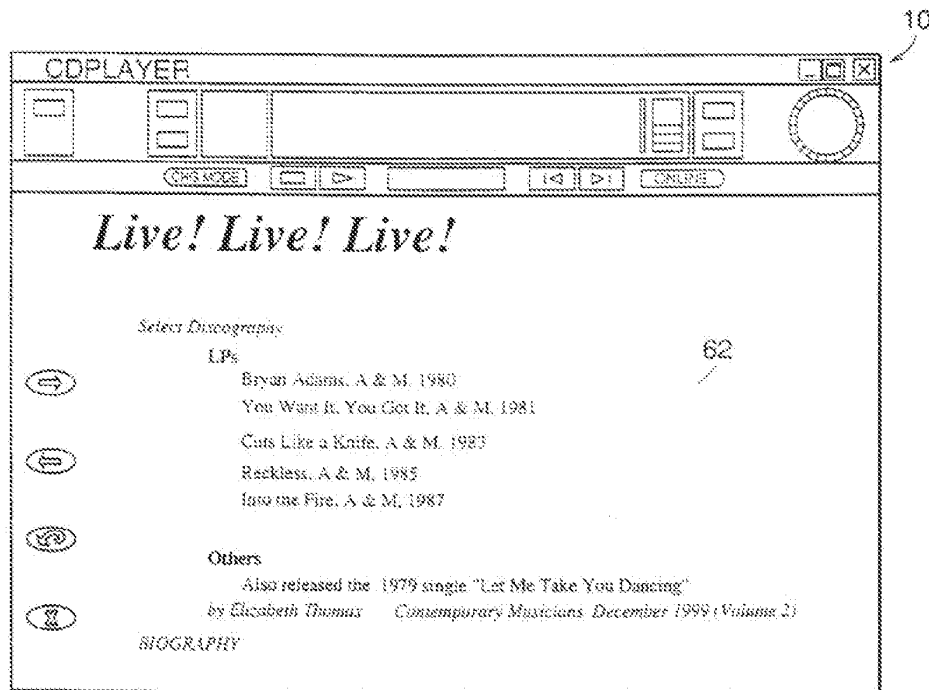 10
CDPLAYER
CHG MODE
ONLINE
Live! Live! Live!
Select Discography
62
LPs
Bryan Adams, A & M, 1980
You Want It, You Got It, A & M, 1981
Cuts Like a Knife, A & M, 1983
Reckless, A & M, 1985
Into the Fire, A & M, 1987
Others
Also released the 1979 single "Let Me Take You Dancing"
by Elizabeth Thomas Contemporary Musicians December 1999 (Volume 2)
BIOGRAPHY